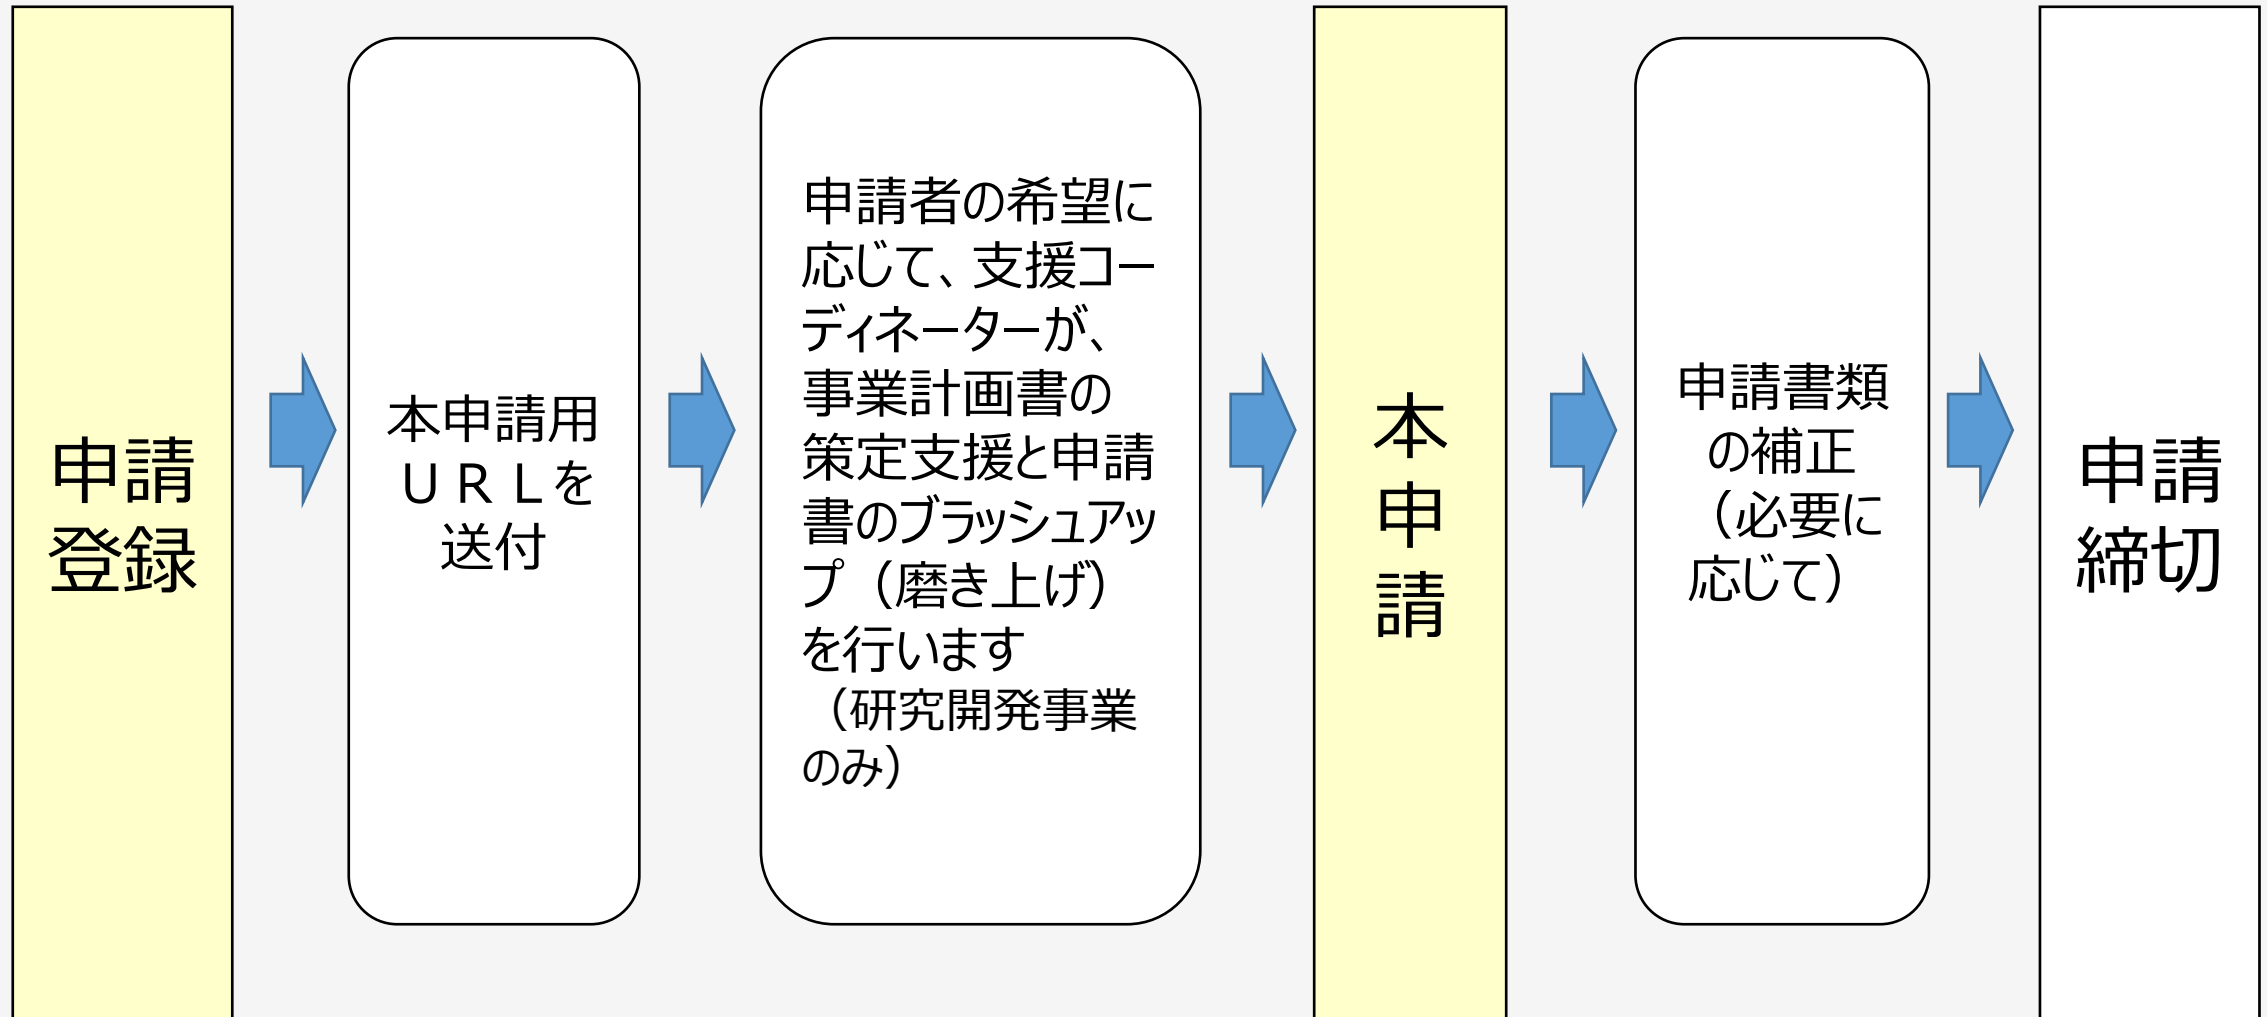 申請
登録
本申請用
ＵＲＬを
送付
申請者の希望に
応じて、支援コー
ディネーターが、
事業計画書の
策定支援と申請
書のブラッシュアッ
プ（磨き上げ）
を行います
（研究開発事業
のみ）
本
申
請
申請書類
の補正
（必要に
応じて）
申請
締切